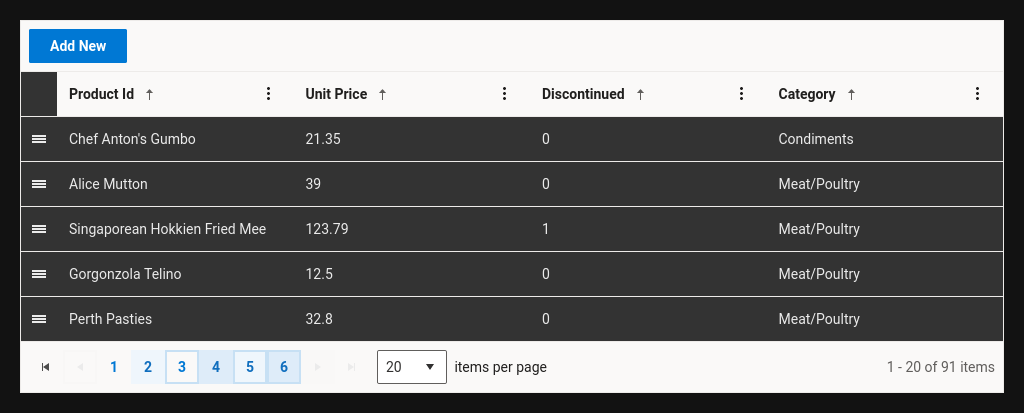 Add New
Product Id Unit Price Discontinued Category
Chef Anton's Gumbo 21.35 0 Condiments
Alice Mutton 39 0 Meat/Poultry
Singaporean Hokkien Fried Mee 123.79 1 Meat/Poultry
Gorgonzola Telino 12.5 0 Meat/Poultry
Perth Pasties 32.8 0 Meat/Poultry
1 2 3 4 5 6 20 items per page 1 - 20 of 91 items